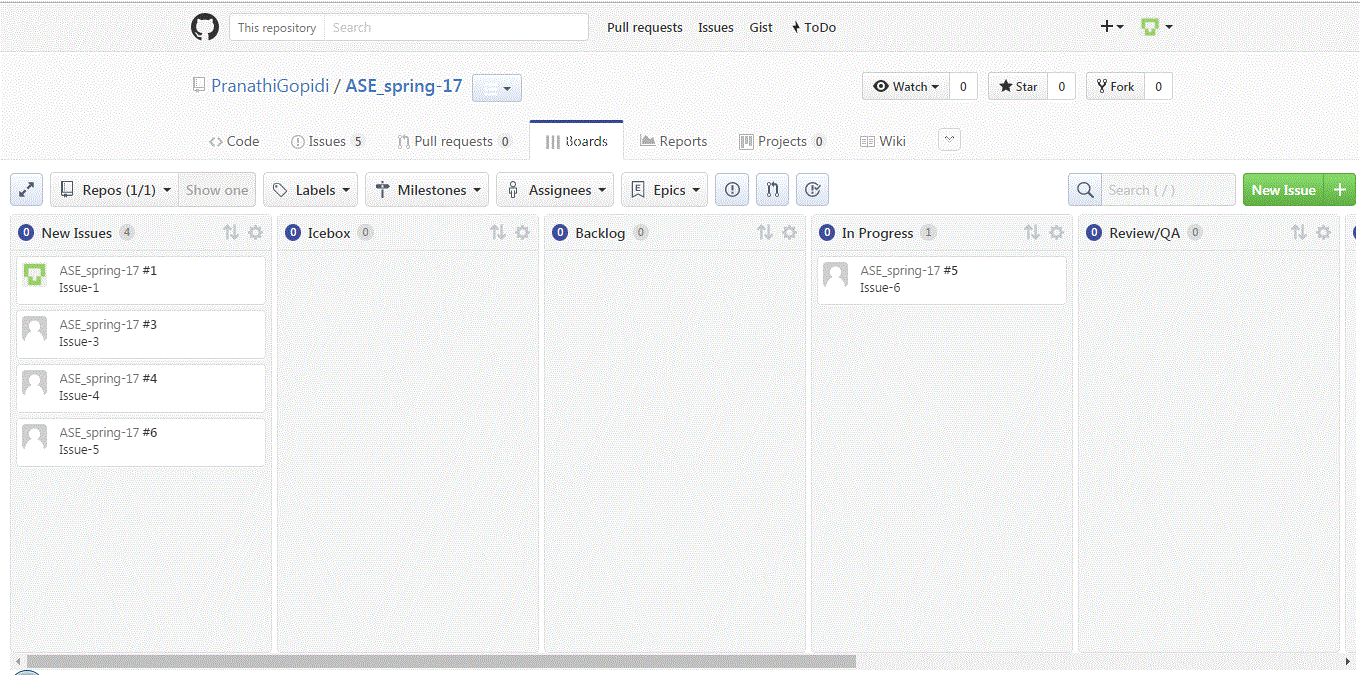 This repository Search Pull requests Issues Gist ToDo
PranathiGopidi / ASE_spring-17 Watch 0 Star 0 Fork 0
Code Issues 5 Pull requests 0 Boards Reports Projects 0 Wiki
Repos (1/1) Show one Labels Milestones Assignees E Epics Search ( / ) New Issue +
0 New Issues 4 0 Icebox 0 0 Backlog 0 0 In Progress 1 0 Review/QA 0
ASE_spring-17 #1
Issue-1
ASE_spring-17 #3
Issue-3
ASE_spring-17 #4
Issue-4
ASE_spring-17 #6
Issue-5
ASE_spring-17 #5
Issue-6